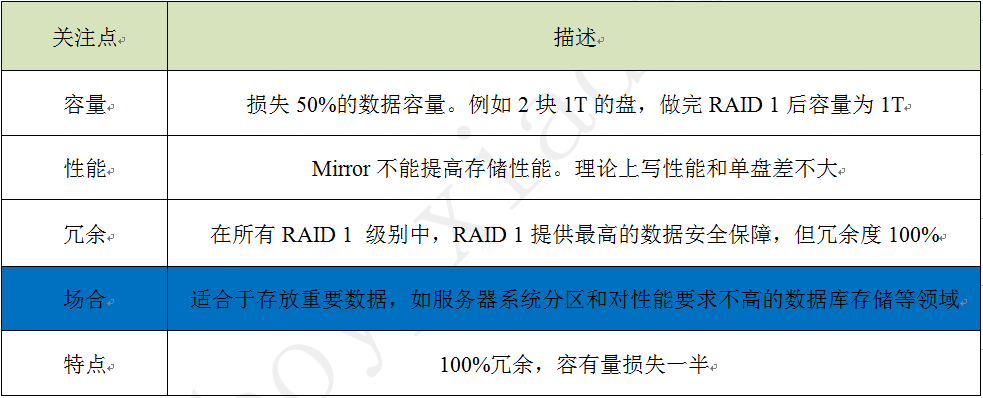 关注点 描述
容量 损失 50%的数据容量。例如 2 块 1T 的盘，做完 RAID 1 后容量为 1T
性能 Mirror 不能提高存储性能。理论上写性能和单盘差不大
冗余 在所有 RAID 1 级别中，RAID 1 提供最高的数据安全保障，但冗余度 100%
场合 适合于存放重要数据，如服务器系统分区和对性能要求不高的数据库存储等领域
特点 100%冗余，容有量损失一半